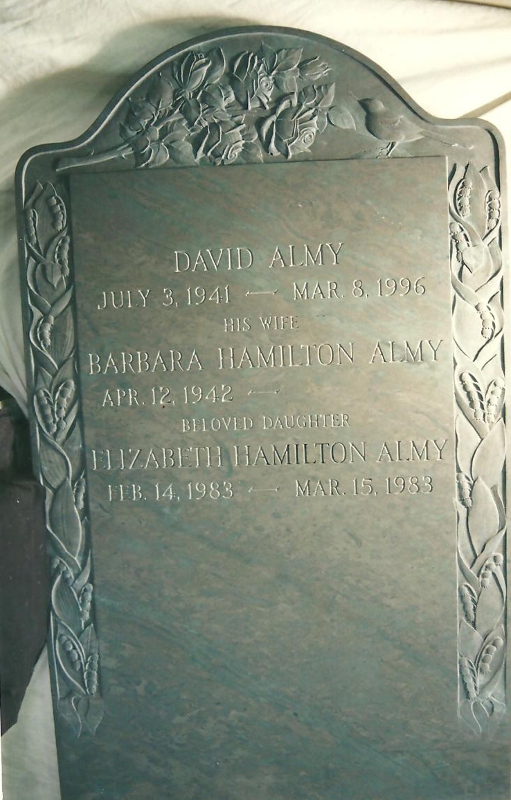 DAVID ALMY
JULY 3, 1941 — MAR. 8, 1996
HIS WIFE
BARBARA HAMILTON ALMY
APR. 12, 1942 —
BELOVED DAUGHTER
ELIZABETH HAMILTON ALMY
FEB. 14, 1983 — MAR. 15, 1983